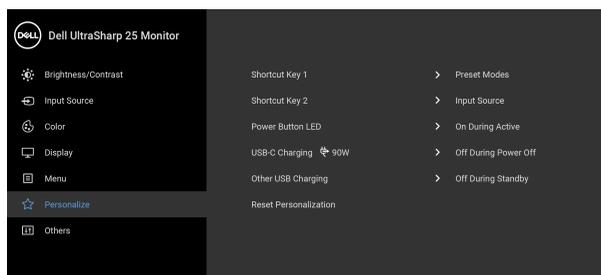 DELL Dell UltraSharp 25 Monitor
Brightness/Contrast
Input Source
Color
Display
Menu
Personalize
Others
Shortcut Key 1 > Preset Modes
Shortcut Key 2 > Input Source
Power Button LED > On During Active
USB-C Charging 90W > Off During Power Off
Other USB Charging > Off During Standby
Reset Personalization